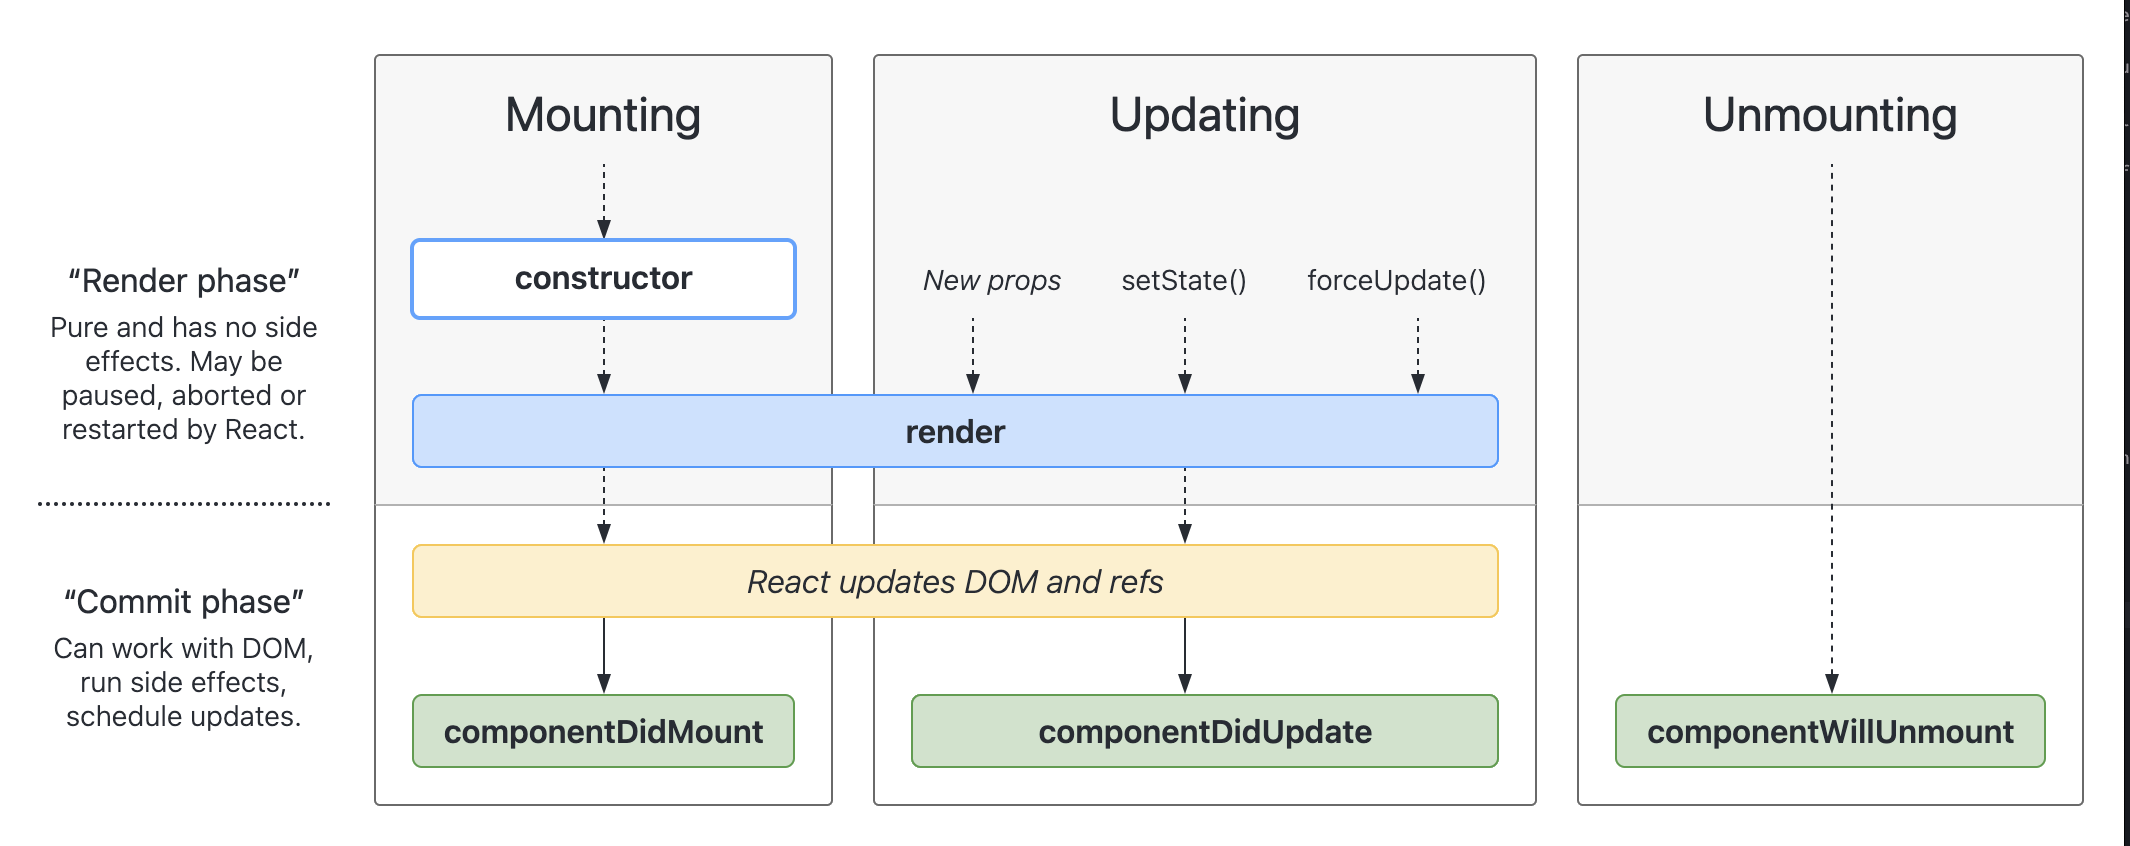 Mounting
Updating
Unmounting
“Render phase”
Pure and has no side
effects. May be
paused, aborted or
restarted by React.
constructor
New props
setState()
forceUpdate()
render
“Commit phase”
Can work with DOM,
run side effects,
schedule updates.
React updates DOM and refs
componentDidMount
componentDidUpdate
componentWillUnmount